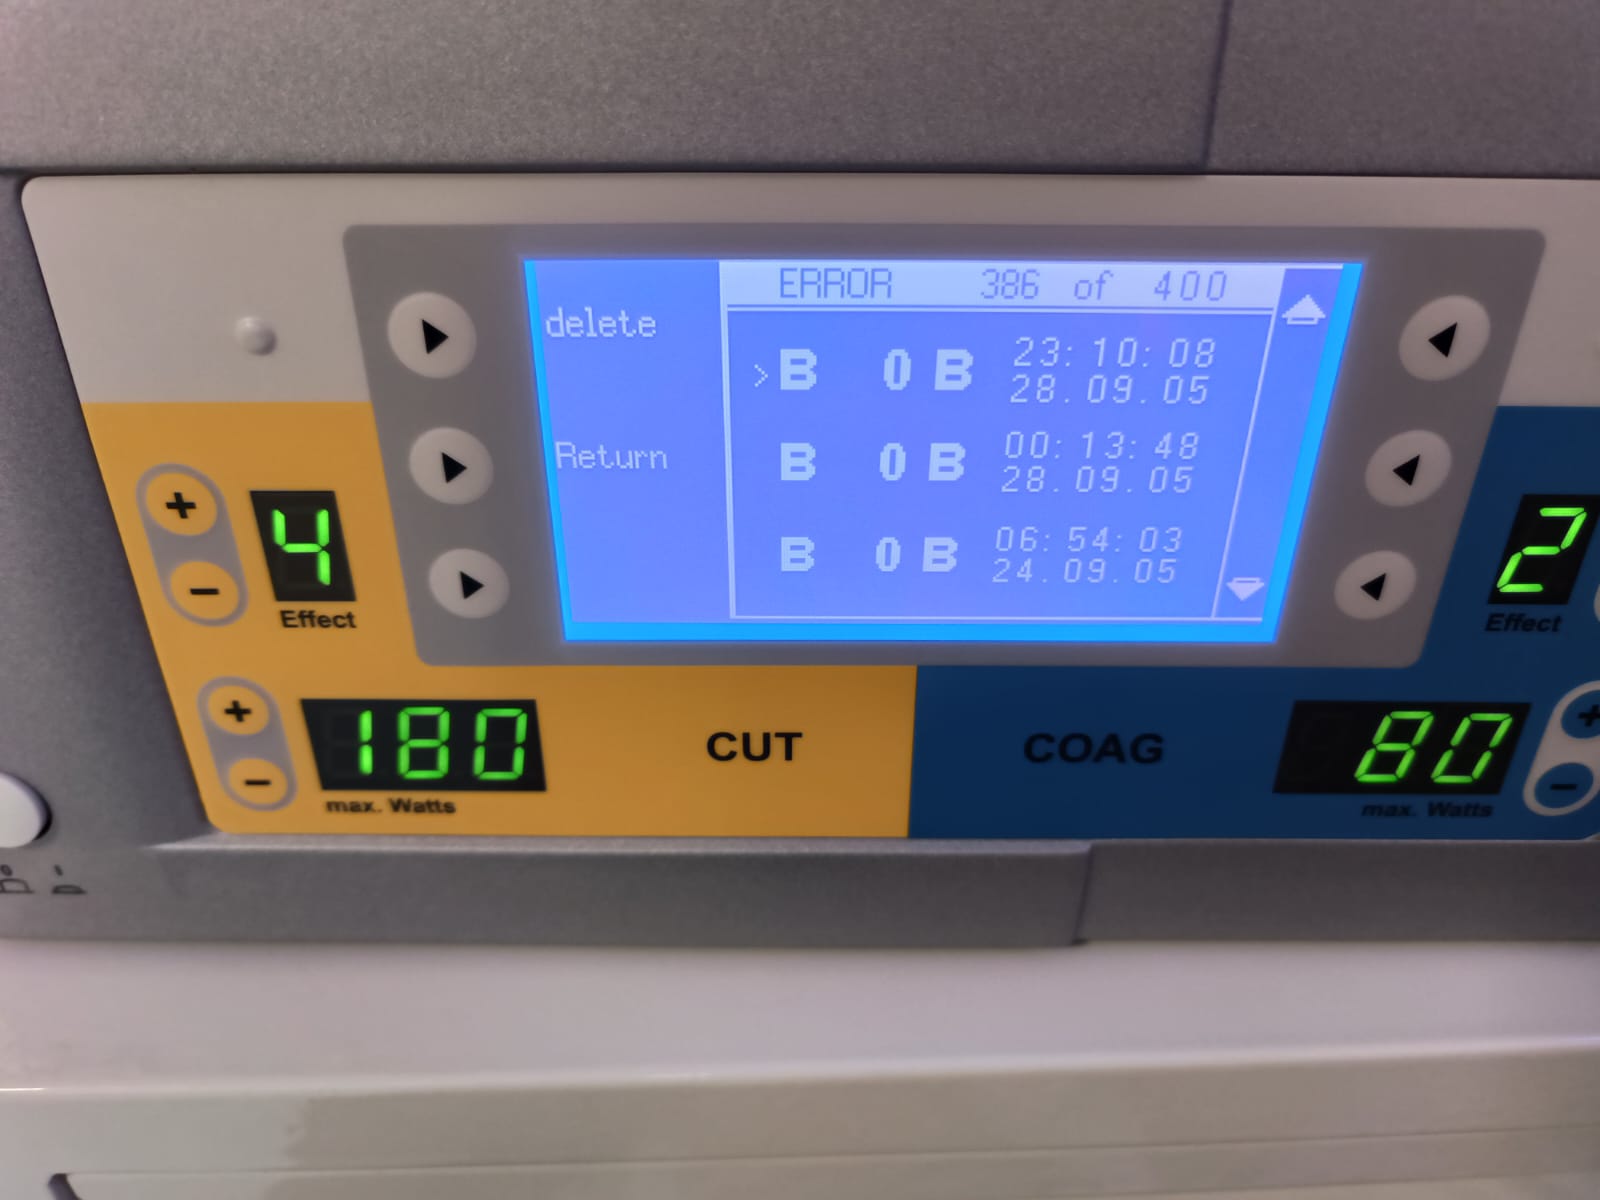 ERROR 386 of 400
delete
>B 0 B 23:10:08
28.09.05
Return
B 0 B 00:13:48
28.09.05
B 0 B 06:54:03
24.09.05
+
-
4
Effect
2
Effect
+
-
180
max. Watts
CUT
COAG
80
max. Watts
+
-